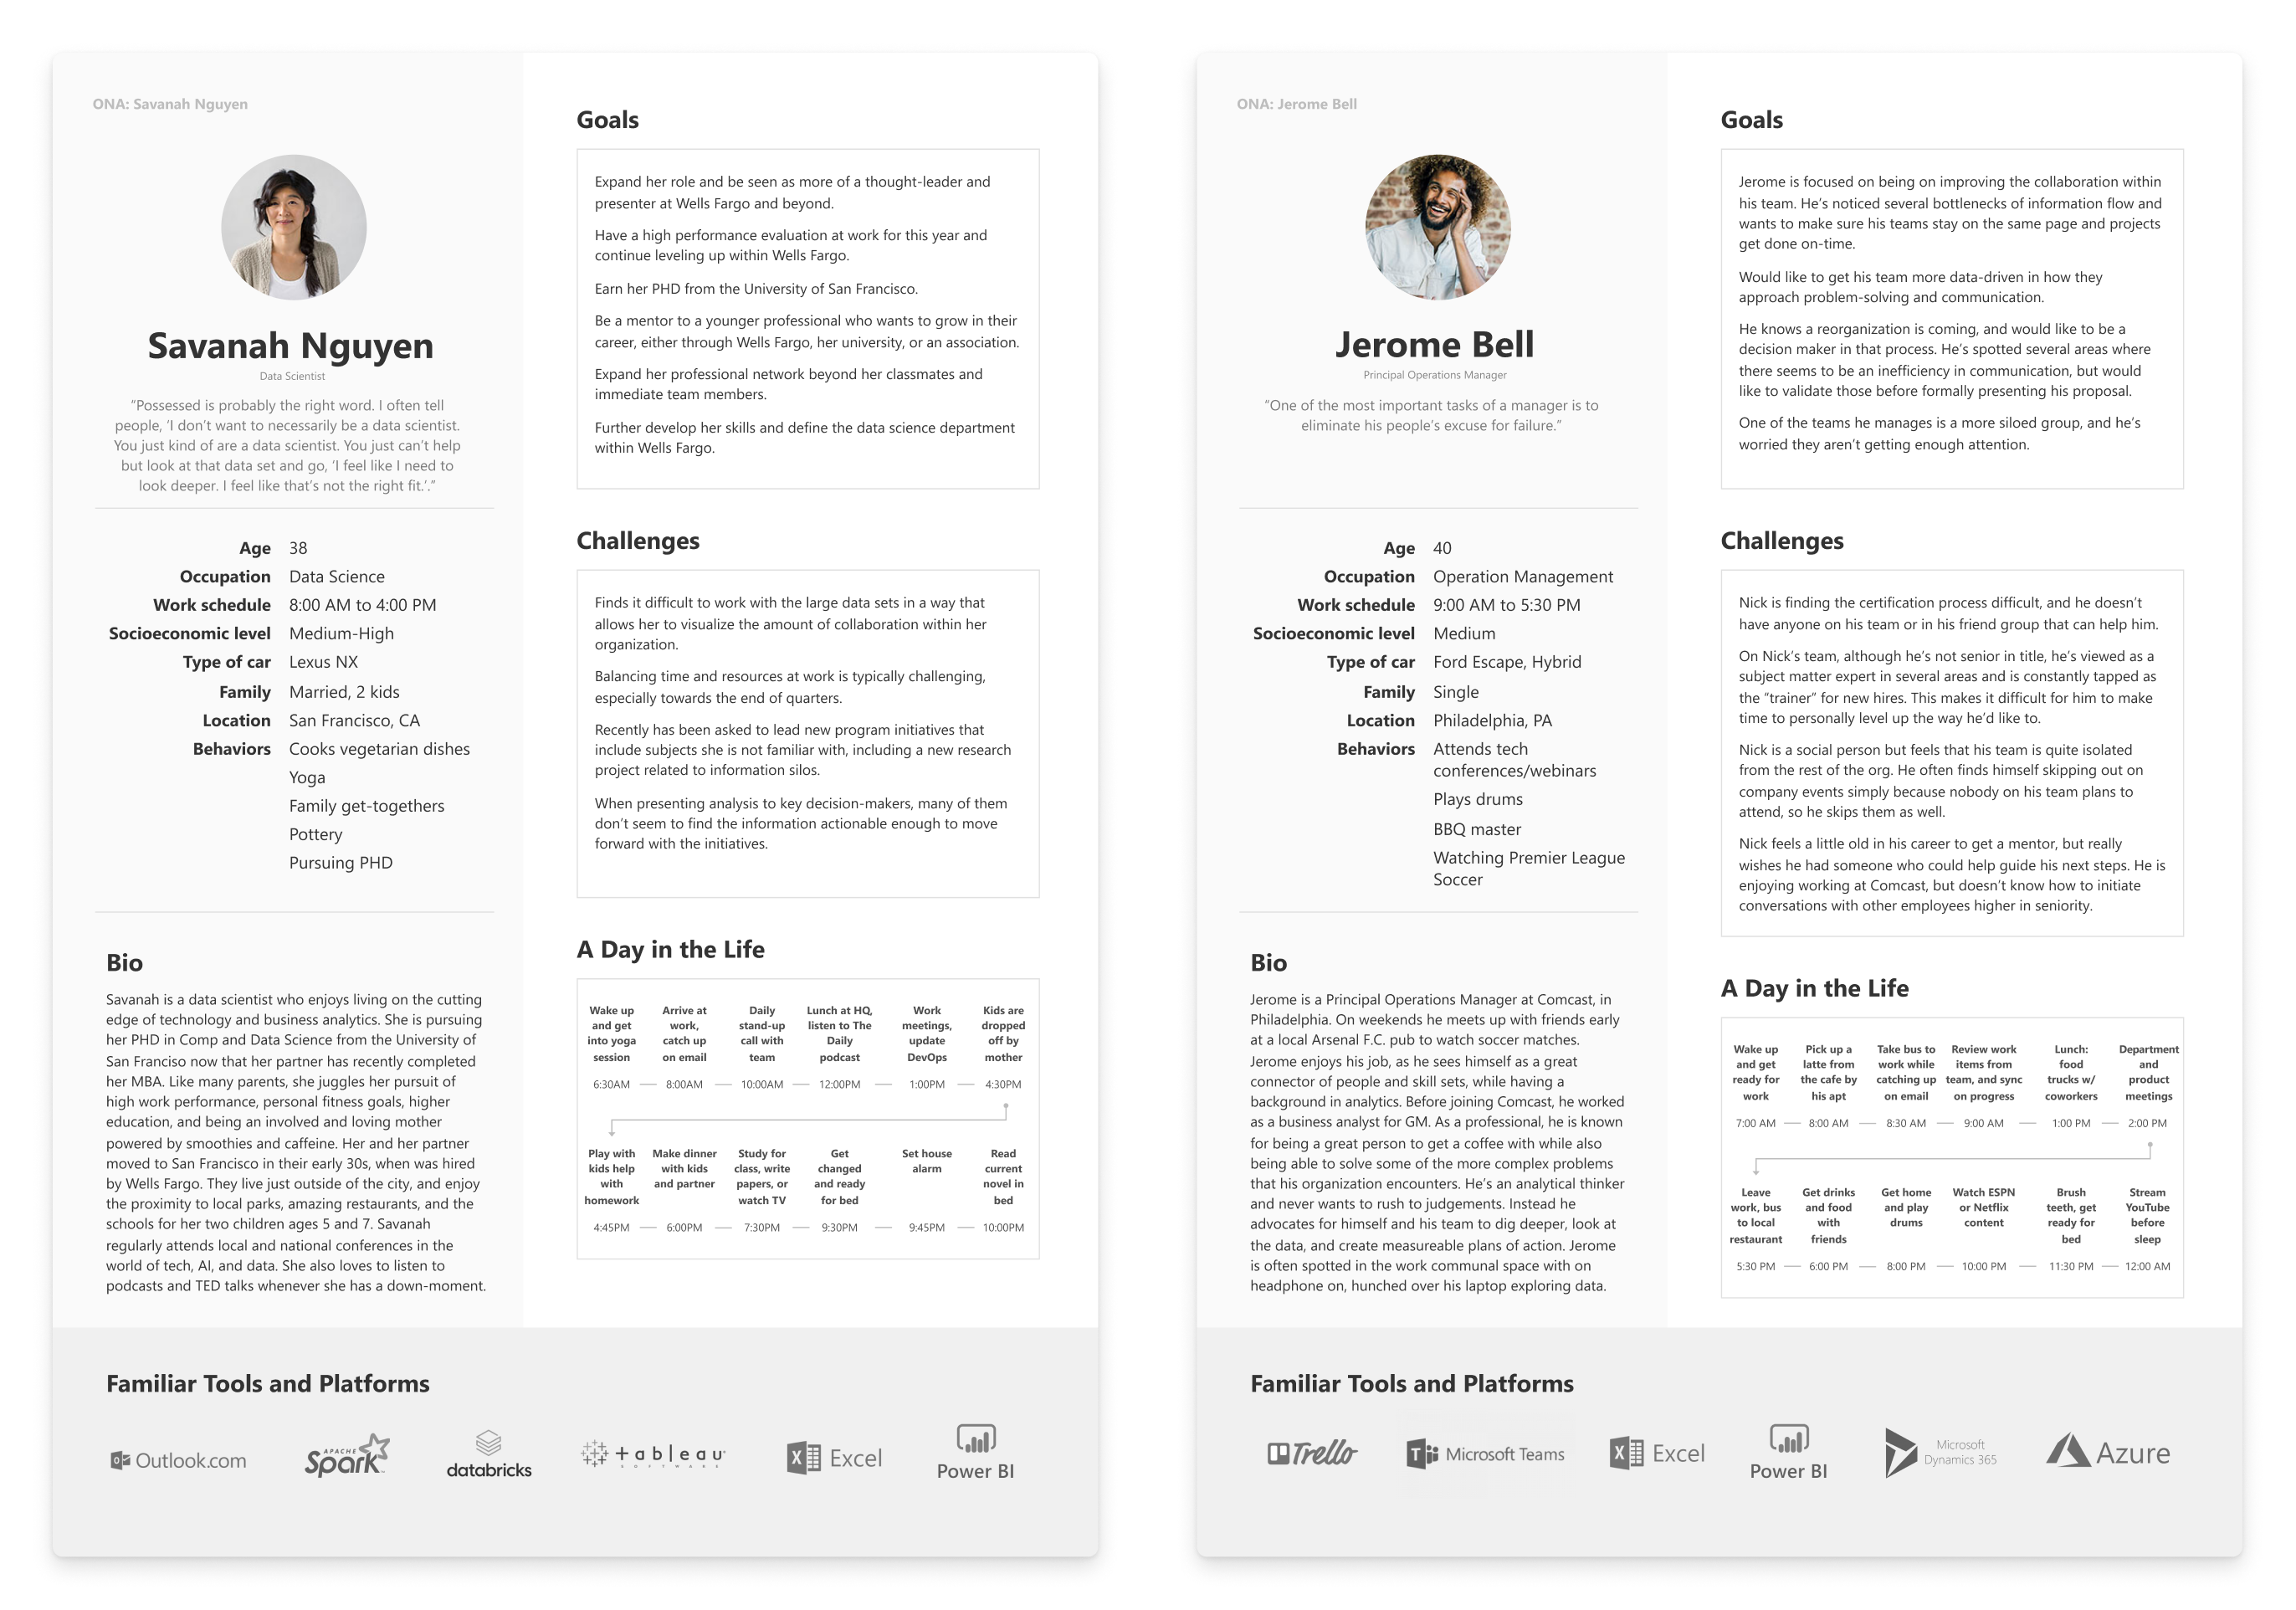 ONA: Savanah Nguyen
Savanah Nguyen
Data Scientist
“Possessed is probably the right word. I often tell
people, ‘I don’t want to necessarily be a data scientist.
You just kind of are a data scientist. You just can’t help
but look at that data set and go, ‘I feel like I need to
look deeper. I feel like that’s not the right fit.’.”
Age 38
Occupation Data Science
Work schedule 8:00 AM to 4:00 PM
Socioeconomic level Medium-High
Type of car Lexus NX
Family Married, 2 kids
Location San Francisco, CA
Behaviors Cooks vegetarian dishes
Yoga
Family get-togethers
Pottery
Pursuing PHD
Bio
Savanah is a data scientist who enjoys living on the cutting
edge of technology and business analytics. She is pursuing
her PHD in Comp and Data Science from the University of
San Franciso now that her partner has recently completed
her MBA. Like many parents, she juggles her pursuit of
high work performance, personal fitness goals, higher
education, and being an involved and loving mother
powered by smoothies and caffeine. Her and her partner
moved to San Francisco in their early 30s, when was hired
by Wells Fargo. They live just outside of the city, and enjoy
the proximity to local parks, amazing restaurants, and the
schools for her two children ages 5 and 7. Savanah
regularly attends local and national conferences in the
world of tech, AI, and data. She also loves to listen to
podcasts and TED talks whenever she has a down-moment.
Goals
Expand her role and be seen as more of a thought-leader and
presenter at Wells Fargo and beyond.
Have a high performance evaluation at work for this year and
continue leveling up within Wells Fargo.
Earn her PHD from the University of San Francisco.
Be a mentor to a younger professional who wants to grow in their
career, either through Wells Fargo, her university, or an association.
Expand her professional network beyond her classmates and
immediate team members.
Further develop her skills and define the data science department
within Wells Fargo.
Challenges
Finds it difficult to work with the large data sets in a way that
allows her to visualize the amount of collaboration within her
organization.
Balancing time and resources at work is typically challenging,
especially towards the end of quarters.
Recently has been asked to lead new program initiatives that
include subjects she is not familiar with, including a new research
project related to information silos.
When presenting analysis to key decision-makers, many of them
don’t seem to find the information actionable enough to move
forward with the initiatives.
A Day in the Life
Wake up
and get
into yoga
session
6:30AM
Arrive at
work,
catch up
on email
8:00AM
Daily
stand-up
call with
team
10:00AM
Lunch at HQ,
listen to The
Daily
podcast
12:00PM
Work
meetings,
update
DevOps
1:00PM
Kids are
dropped
off by
mother
4:30PM
Play with
kids help
with
homework
4:45PM
Make dinner
with kids
and partner
6:00PM
Study for
class, write
papers, or
watch TV
7:30PM
Get
changed
and ready
for bed
9:30PM
Set house
alarm
9:45PM
Read
current
novel in
bed
10:00PM
Familiar Tools and Platforms
Outlook.com
APACHE
Spark
databricks
+ableau
SOFTWARE
Excel
Power BI
ONA: Jerome Bell
Jerome Bell
Principal Operations Manager
“One of the most important tasks of a manager is to
eliminate his people’s excuse for failure.”
Age 40
Occupation Operation Management
Work schedule 9:00 AM to 5:30 PM
Socioeconomic level Medium
Type of car Ford Escape, Hybrid
Family Single
Location Philadelphia, PA
Behaviors Attends tech
conferences/webinars
Plays drums
BBQ master
Watching Premier League
Soccer
Bio
Jerome is a Principal Operations Manager at Comcast, in
Philadelphia. On weekends he meets up with friends early
at a local Arsenal F.C. pub to watch soccer matches.
Jerome enjoys his job, as he sees himself as a great
connector of people and skill sets, while having a
background in analytics. Before joining Comcast, he worked
as a business analyst for GM. As a professional, he is known
for being a great person to get a coffee with while also
being able to solve some of the more complex problems
that his organization encounters. He’s an analytical thinker
and never wants to rush to judgements. Instead he
advocates for himself and his team to dig deeper, look at
the data, and create measureable plans of action. Jerome
is often spotted in the work communal space with on
headphone on, hunched over his laptop exploring data.
Goals
Jerome is focused on being on improving the collaboration within
his team. He’s noticed several bottlenecks of information flow and
wants to make sure his teams stay on the same page and projects
get done on-time.
Would like to get his team more data-driven in how they
approach problem-solving and communication.
He knows a reorganization is coming, and would like to be a
decision maker in that process. He’s spotted several areas where
there seems to be an inefficiency in communication, but would
like to validate those before formally presenting his proposal.
One of the teams he manages is a more siloed group, and he’s
worried they aren’t getting enough attention.
Challenges
Nick is finding the certification process difficult, and he doesn’t
have anyone on his team or in his friend group that can help him.
On Nick’s team, although he’s not senior in title, he’s viewed as a
subject matter expert in several areas and is constantly tapped as
the “trainer” for new hires. This makes it difficult for him to make
time to personally level up the way he’d like to.
Nick is a social person but feels that his team is quite isolated
from the rest of the org. He often finds himself skipping out on
company events simply because nobody on his team plans to
attend, so he skips them as well.
Nick feels a little old in his career to get a mentor, but really
wishes he had someone who could help guide his next steps. He is
enjoying working at Comcast, but doesn’t know how to initiate
conversations with other employees higher in seniority.
A Day in the Life
Wake up
and get
ready for
work
7:00 AM
Pick up a
latte from
the cafe by
his apt
8:00 AM
Take bus to
work while
catching up
on email
8:30 AM
Review work
items from
team, and sync
on progress
9:00 AM
Lunch:
food
trucks w/
coworkers
1:00 PM
Department
and
product
meetings
2:00 PM
Leave
work, bus
to local
restaurant
5:30 PM
Get drinks
and food
with
friends
6:00 PM
Get home
and play
drums
8:00 PM
Watch ESPN
or Netflix
content
10:00 PM
Brush
teeth, get
ready for
bed
11:30 PM
Stream
YouTube
before
sleep
12:00 AM
Familiar Tools and Platforms
Trello
Microsoft Teams
Excel
Power BI
Microsoft
Dynamics 365
Azure